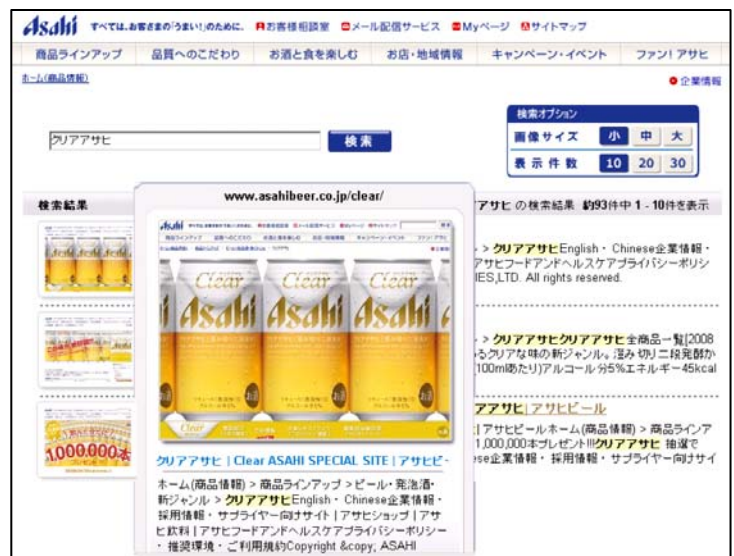 Asahi すべては、お客さまの「うまい!」のために。 お客様相談室 メール配信サービス Myページ サイトマップ
商品ラインアップ 品質へのこだわり お酒と食を楽しむ お店・地域情報 キャンペーン・イベント ファン! アサヒ
ホーム(商品情報)
企業情報
検索オプション
クリアアサヒ 検索
画像サイズ 小 中 大
表示件数 10 20 30
www.asahibeer.co.jp/clear/
検索結果
アサヒ の検索結果 約93件中 1 - 10件を表示
> クリアアサヒEnglish・Chinese企業情報・
アサヒフードアンドヘルスケアプライバシーポリシ
IES,LTD. All rights reserved.
Clear Clear Clear
Asahi Asahi Asahi
> クリアアサヒクリアアサヒ全商品一覧[2008
るクリアな味の新ジャンル。澄み切り二段発酵か
(100mlあたり)アルコール分5%エネルギー45kcal
アサヒ | アサヒビール
| アサヒビールホーム(商品情報) > 商品ラインア
1,000,000本プレゼント!!!クリアアサヒ 抽選で
ese企業情報・採用情報・サプライヤー向けサイ
1,000,000本
クリアアサヒ | Clear ASAHI SPECIAL SITE | アサヒビ-
ホーム(商品情報) > 商品ラインアップ > ビール・発泡酒・
新ジャンル > クリアアサヒEnglish・Chinese企業情報・
採用情報・サプライヤー向けサイト | アサヒショップ | アサ
ヒ飲料 | アサヒフードアンドヘルスケアプライバシーポリシー
・推奨環境・ご利用規約Copyright &copy; ASAHI